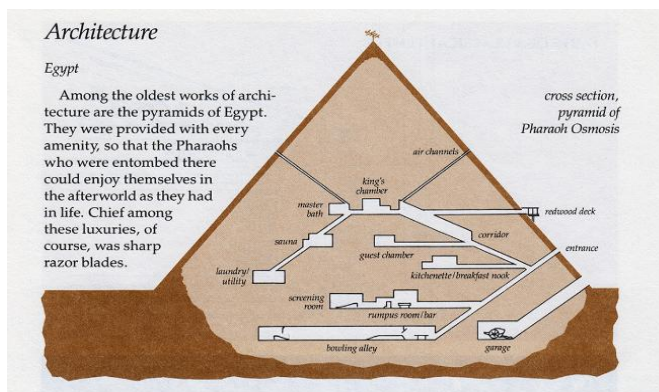 Architecture
Egypt
Among the oldest works of archi-
tecture are the pyramids of Egypt.
They were provided with every
amenity, so that the Pharaohs
who were entombed there
could enjoy themselves in
the afterworld as they had
in life. Chief among
these luxuries, of
course, was sharp
razor blades.
cross section,
pyramid of
Pharaoh Osmosis
air channels
king's
chamber
master
bath
redwood deck
corridor
sauna
entrance
guest chamber
laundry/
utility
kitchenette/breakfast nook
screening
room
rumpus room/bar
bowling alley
garage